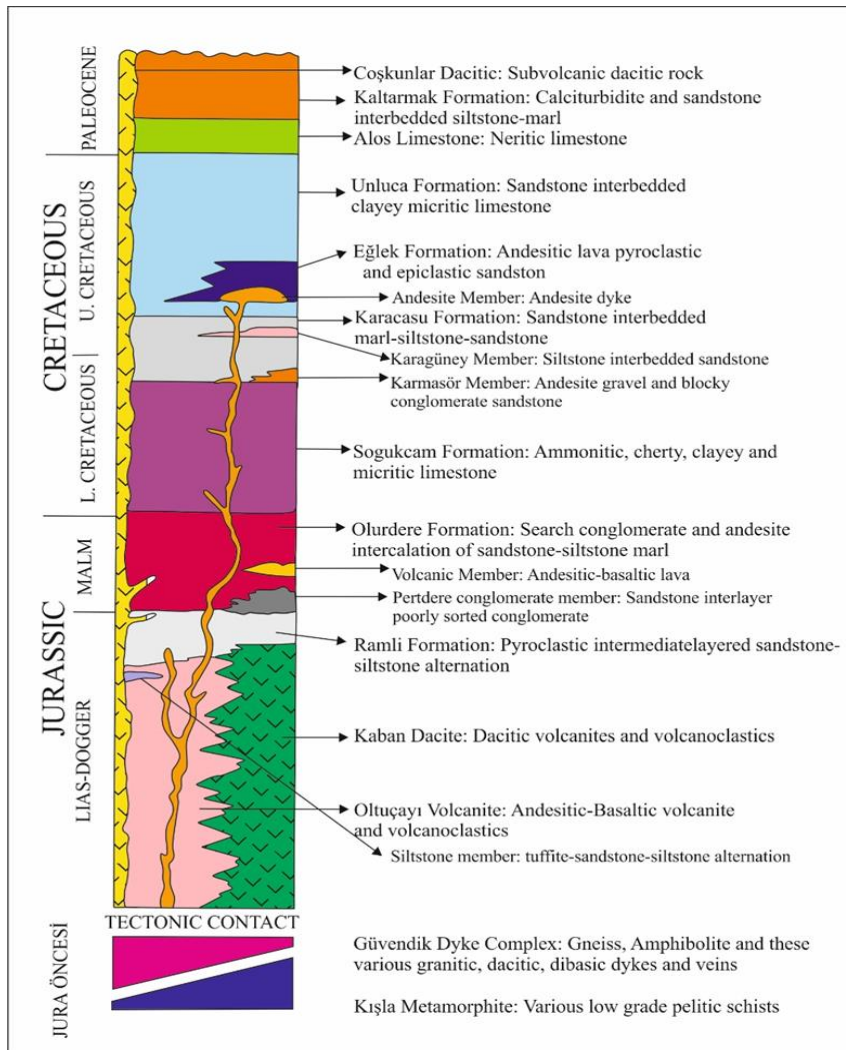 PALEOCENE
CRETACEOUS
U. CRETACEOUS
L. CRETACEOUS
JURASSIC
MALM
LIAS-DOGGER
JURA ÖNCESİ
Coşkunlar Dacitic: Subvolcanic dacitic rock
Kaltarmak Formation: Calciturbidite and sandstone
interbedded siltstone-marl
Alos Limestone: Neritic limestone
Unluca Formation: Sandstone interbedded
clayey micritic limestone
Eğlek Formation: Andesitic lava pyroclastic
and epiclastic sandston
Andesite Member: Andesite dyke
Karacasu Formation: Sandstone interbedded
marl-siltstone-sandstone
Karagüney Member: Siltstone interbedded sandstone
Karmasör Member: Andesite gravel and blocky
conglomerate sandstone
Sogukcam Formation: Ammonitic, cherty, clayey and
micritic limestone
Olurdere Formation: Search conglomerate and andesite
intercalation of sandstone-siltstone marl
Volcanic Member: Andesitic-basaltic lava
Pertdere conglomerate member: Sandstone interlayer
poorly sorted conglomerate
Ramli Formation: Pyroclastic intermediatelayered sandstone-
siltstone alternation
Kaban Dacite: Dacitic volcanites and volcanoclastics
Oltuçayı Volcanite: Andesitic-Basaltic volcanite
and volcanoclastics
Siltstone member: tuffite-sandstone-siltstone alternation
TECTONIC CONTACT
Güvendik Dyke Complex: Gneiss, Amphibolite and these
various granitic, dacitic, dibasic dykes and veins
Kışla Metamorphite: Various low grade pelitic schists